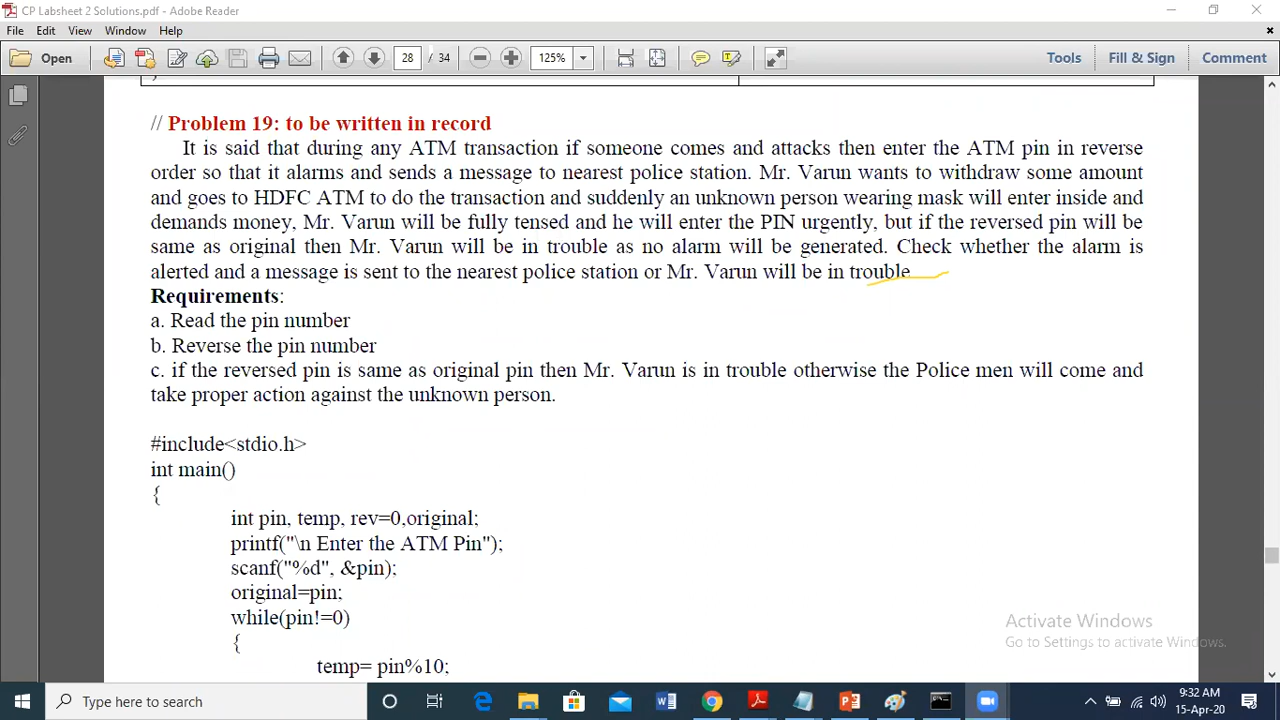 CP Labsheet 2 Solutions.pdf - Adobe Reader
File Edit View Window Help
Open 28 / 34 125% Tools Fill & Sign Comment
// Problem 19: to be written in record
It is said that during any ATM transaction if someone comes and attacks then enter the ATM pin in reverse
order so that it alarms and sends a message to nearest police station. Mr. Varun wants to withdraw some amount
and goes to HDFC ATM to do the transaction and suddenly an unknown person wearing mask will enter inside and
demands money, Mr. Varun will be fully tensed and he will enter the PIN urgently, but if the reversed pin will be
same as original then Mr. Varun will be in trouble as no alarm will be generated. Check whether the alarm is
alerted and a message is sent to the nearest police station or Mr. Varun will be in trouble
Requirements:
a. Read the pin number
b. Reverse the pin number
c. if the reversed pin is same as original pin then Mr. Varun is in trouble otherwise the Police men will come and
take proper action against the unknown person.
#include<stdio.h>
int main()
{
int pin, temp, rev=0,original;
printf("\n Enter the ATM Pin");
scanf("%d", &pin);
original=pin;
while(pin!=0)
{
temp= pin%10;
Activate Windows
Go to Settings to activate Windows.
Type here to search
9:32 AM
15-Apr-20